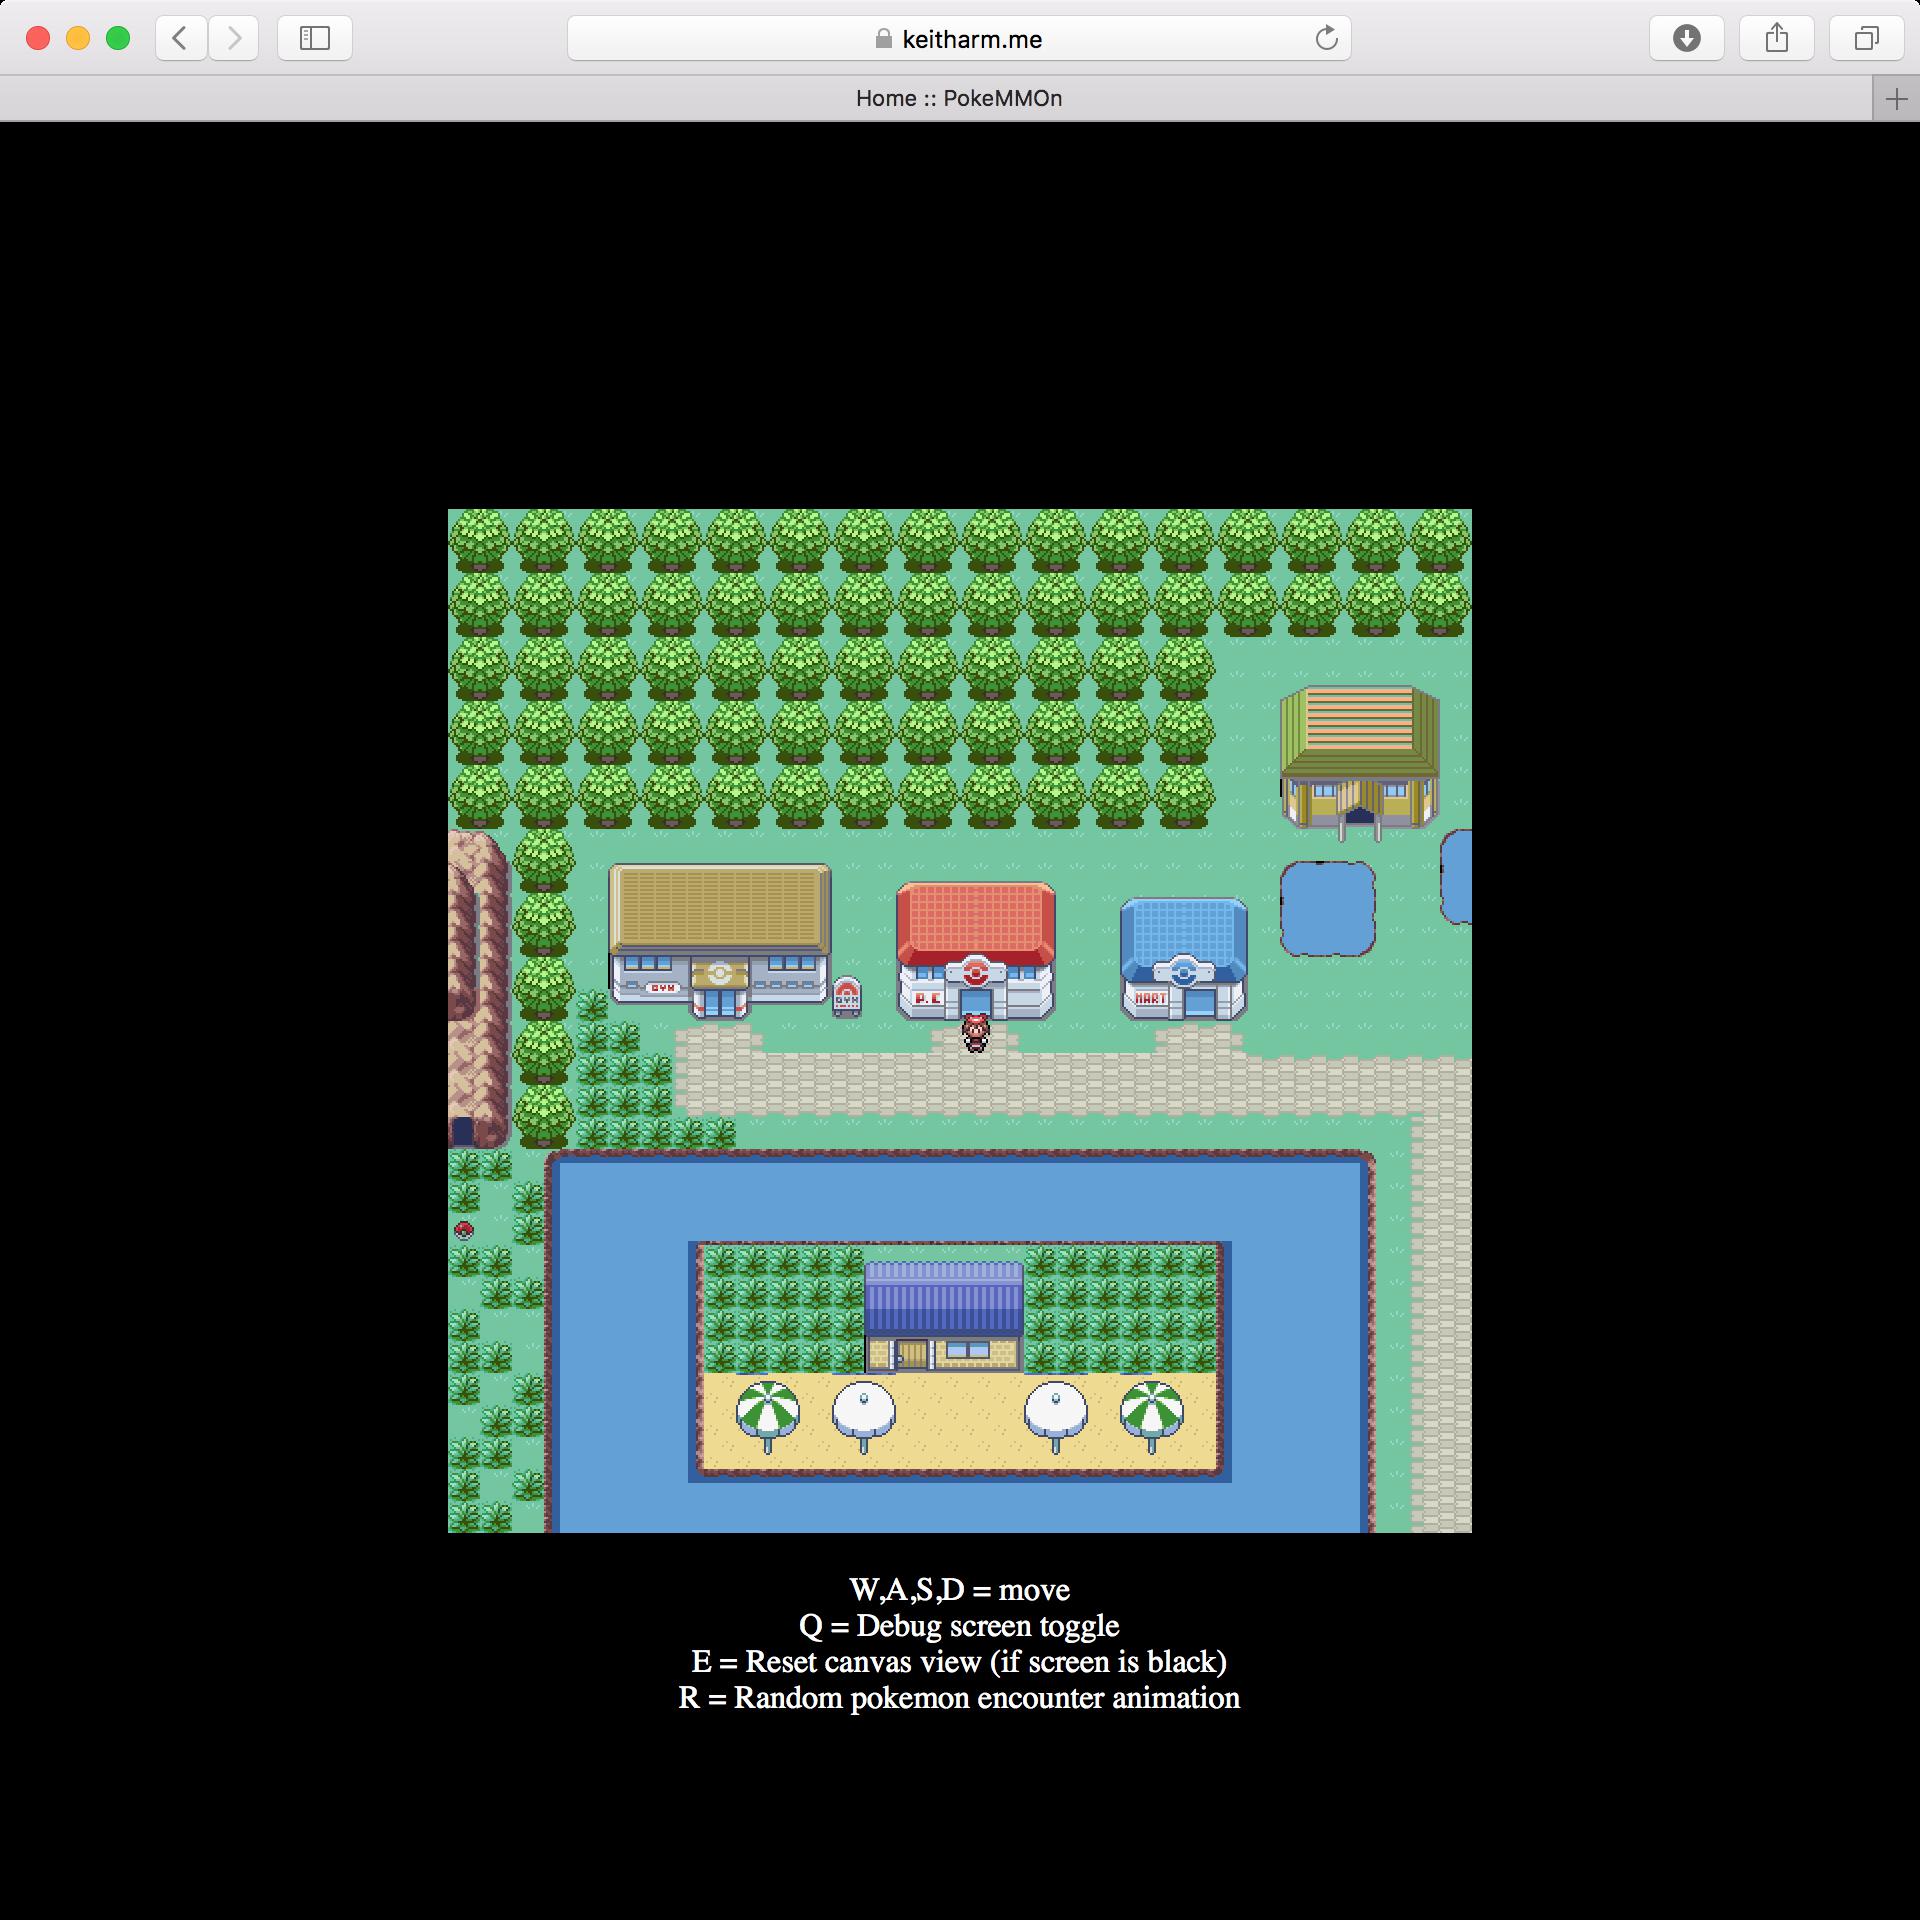 keitharm.me
Home :: PokeMMOn
GYM
GYM
P.C
MART
W,A,S,D = move
Q = Debug screen toggle
E = Reset canvas view (if screen is black)
R = Random pokemon encounter animation